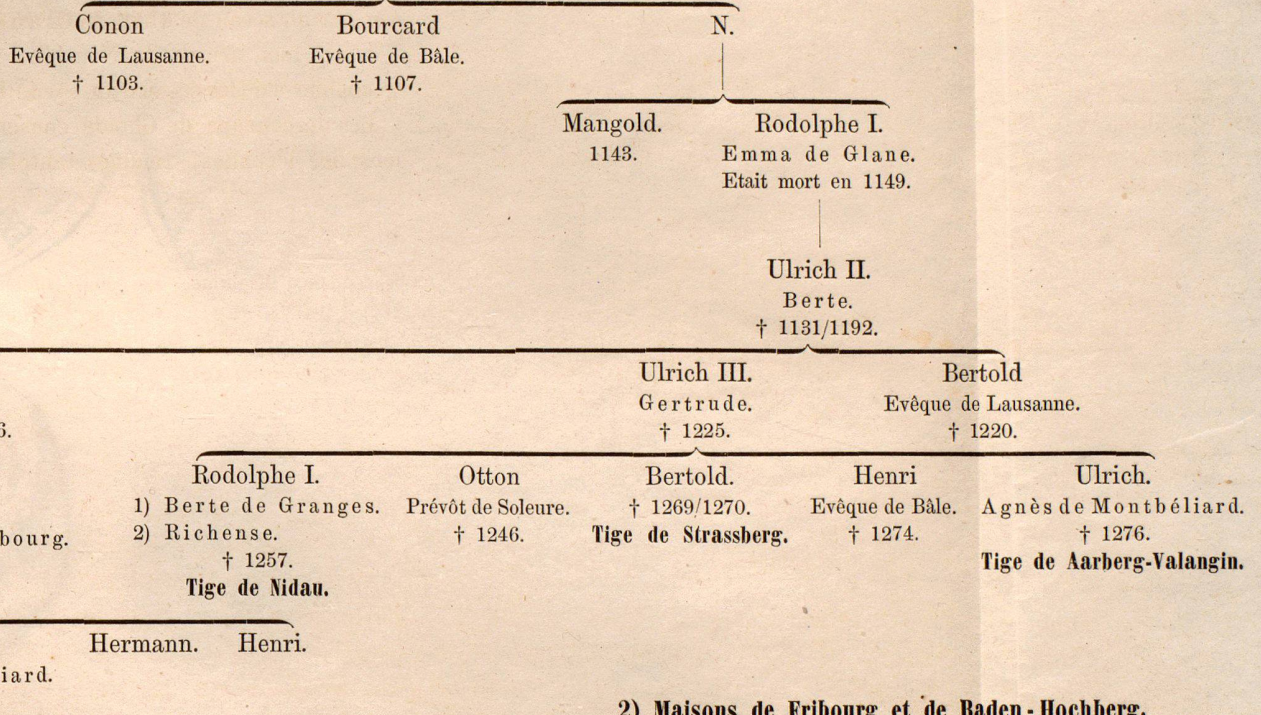 Conon Bourcard N.
Evêque de Lausanne. Evêque de Bâle.
† 1103. † 1107.
Mangold. Rodolphe I.
1143. Emma de Glane.
Etait mort en 1149.
Ulrich II.
Berte.
† 1131/1192.
Ulrich III. Bertold
Gertrude. Evêque de Lausanne.
6. † 1225. † 1220.
Rodolphe I. Otton Bertold. Henri Ulrich.
1) Berte de Granges. Prévôt de Soleure. † 1269/1270. Evêque de Bâle. Agnès de Montbéliard.
bourg. 2) Richense. † 1246. Tige de Strassberg. † 1274. † 1276.
† 1257. Tige de Aarberg-Valangin.
Tige de Nidau.
Hermann. Henri.
iard.
2) Maisons de Fribourg et de Baden-Hochberg.